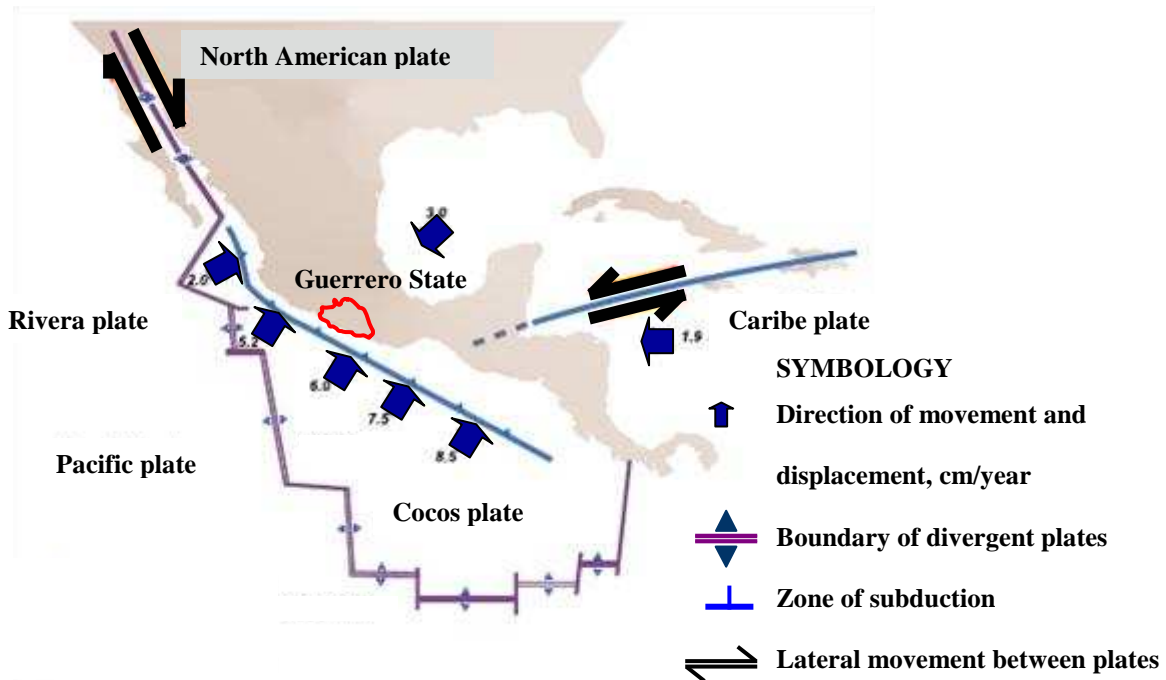 North American plate
3.0
Guerrero State
2.0
Rivera plate
5.2
Caribe plate
1.9
6.0
7.5
8.5
Pacific plate
Cocos plate
SYMBOLOGY
Direction of movement and
displacement, cm/year
Boundary of divergent plates
Zone of subduction
Lateral movement between plates